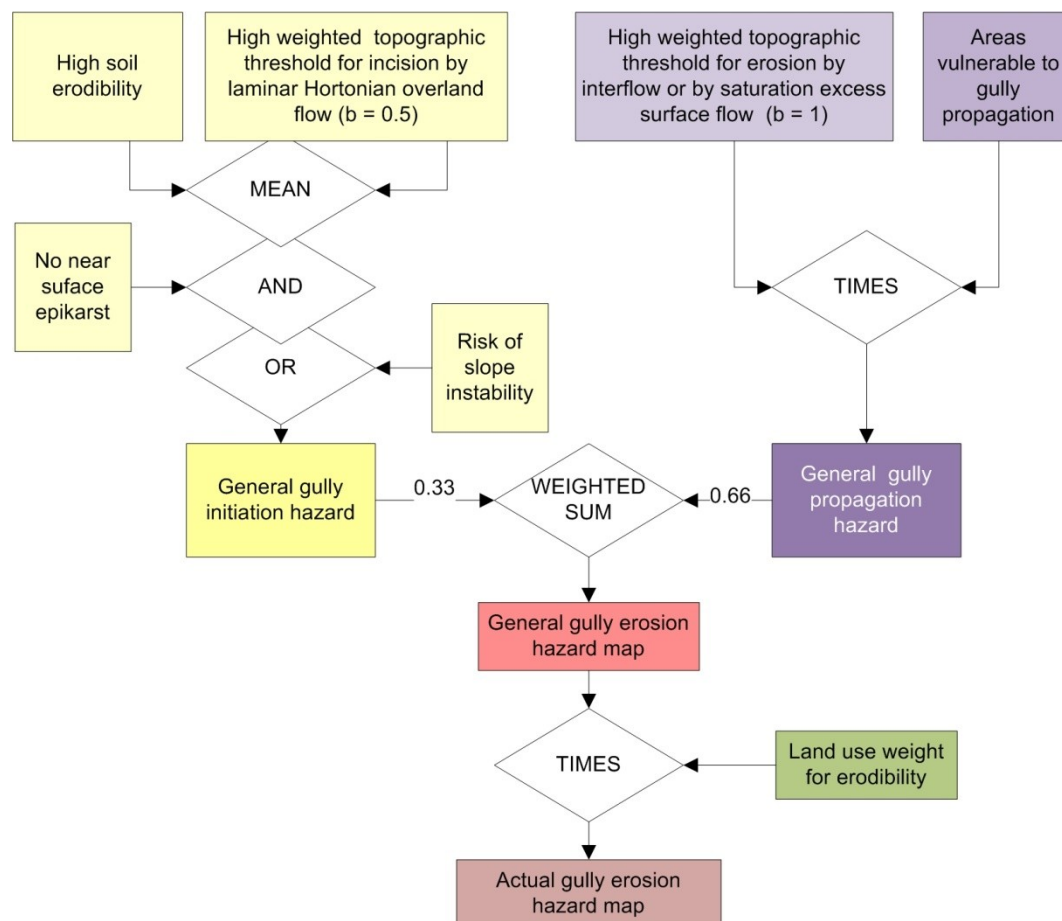 High soil
erodibility
High weighted topographic
threshold for incision by
laminar Hortonian overland
flow (b = 0.5)
High weighted topographic
threshold for erosion by
interflow or by saturation excess
surface flow (b = 1)
Areas
vulnerable to
gully
propagation
MEAN
No near
suface
epikarst
AND
TIMES
OR
Risk of
slope
instability
General gully
initiation hazard
0.33
WEIGHTED
SUM
0.66
General gully
propagation
hazard
General gully erosion
hazard map
TIMES
Land use weight
for erodibility
Actual gully erosion
hazard map